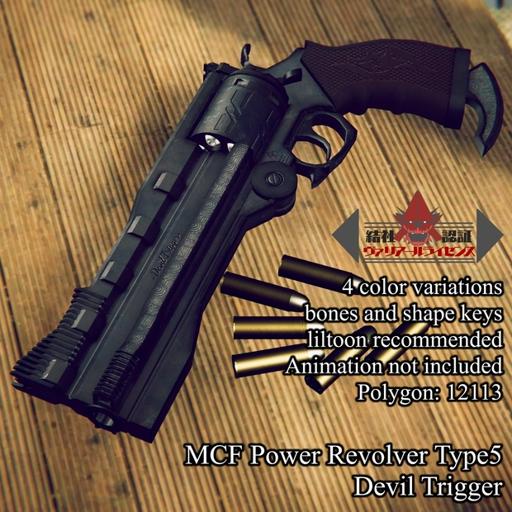 結社 認証
ヴァリアールライセンス
4 color variations
bones and shape keys
liltoon recommended
Animation not included
Polygon: 12113
MCF Power Revolver Type5
Devil Trigger